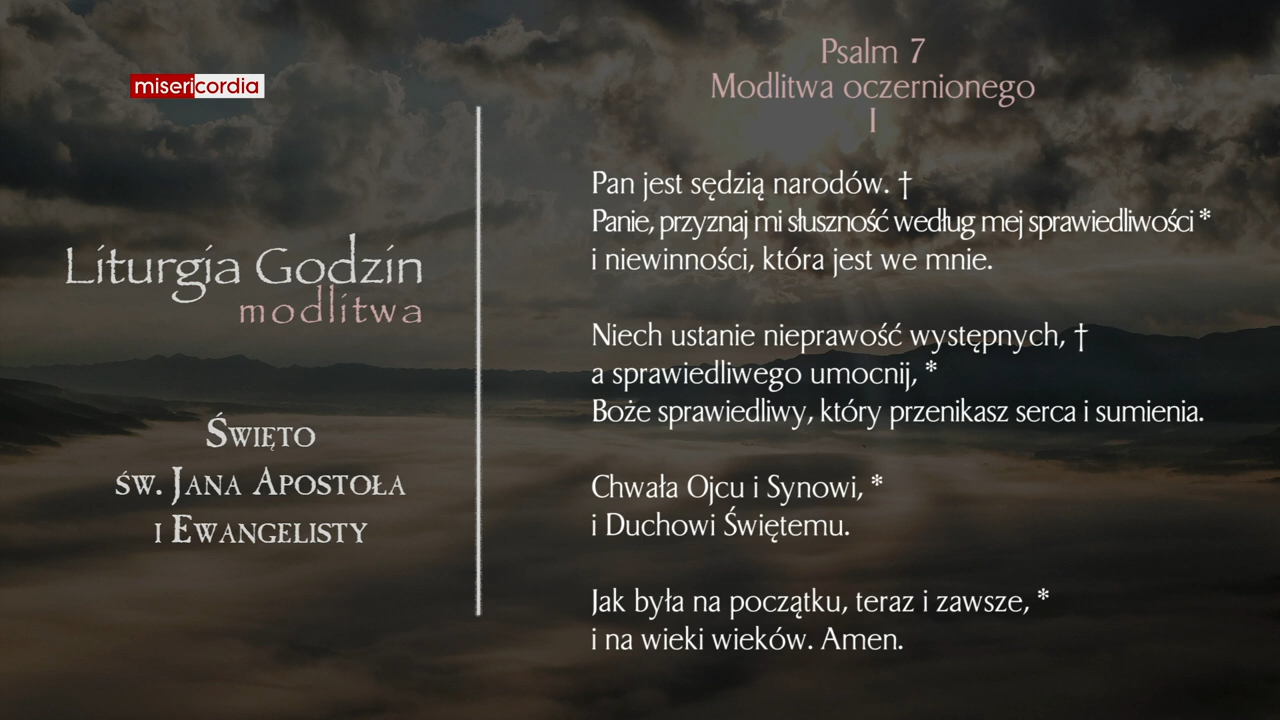 misericordia
Liturgia Godzin
modlitwa
Święto
św. Jana Apostoła
i Ewangelisty
Psalm 7
Modlitwa oczernionego
I
Pan jest sędzią narodów. †
Panie, przyznaj mi słuszność według mej sprawiedliwości *
i niewinności, która jest we mnie.
Niech ustanie nieprawość występnych, †
a sprawiedliwego umocnij, *
Boże sprawiedliwy, który przenikasz serca i sumienia.
Chwała Ojcu i Synowi, *
i Duchowi Świętemu.
Jak była na początku, teraz i zawsze, *
i na wieki wieków. Amen.